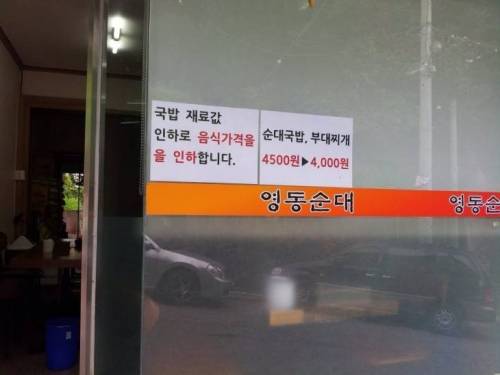 국밥 재료값
인하로 음식가격을
을 인하합니다.
순대국밥, 부대찌개
4500원▶4,000원
영동순대
영동순